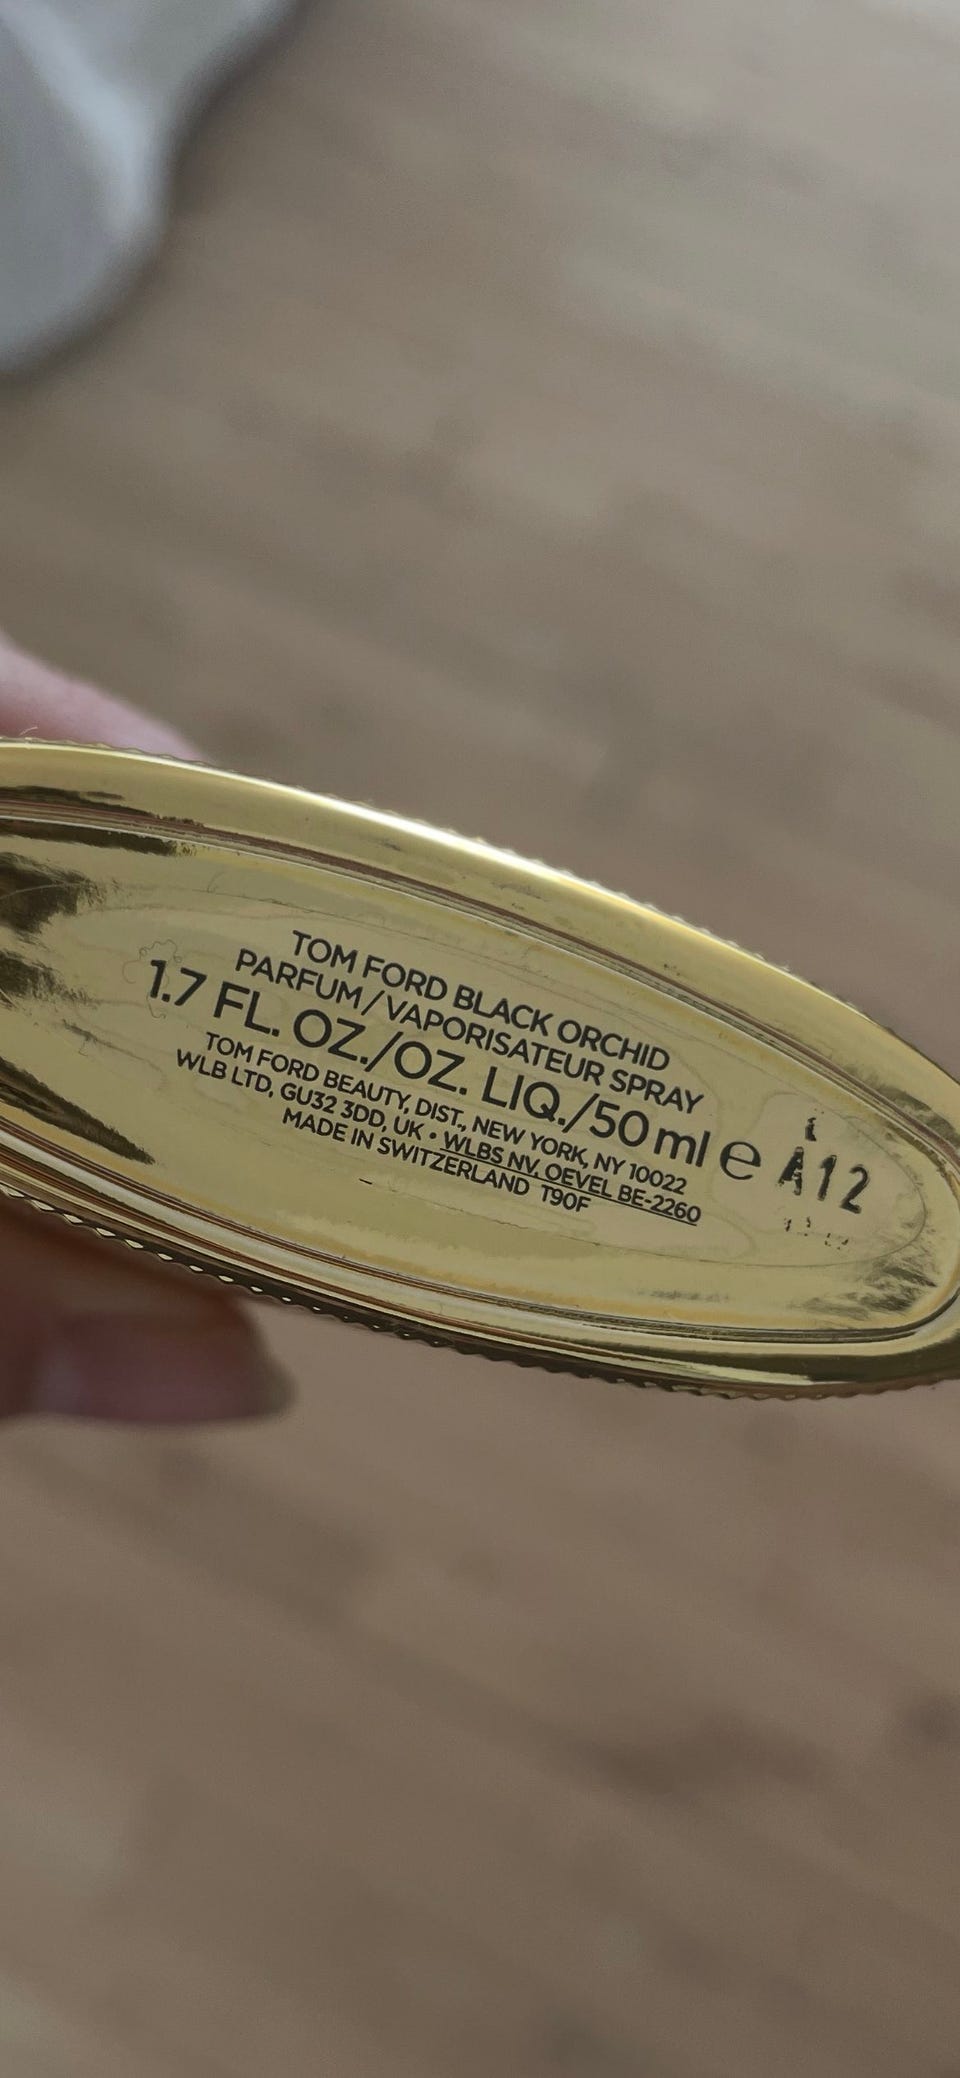 TOM FORD BLACK ORCHID
PARFUM/VAPORISATEUR SPRAY
1.7 FL. OZ./OZ. LIQ./50 ml e A12
TOM FORD BEAUTY, DIST., NEW YORK, NY 10022
WLB LTD, GU32 3DD, UK • WLBS NV, OEVEL BE-2260
MADE IN SWITZERLAND T90F